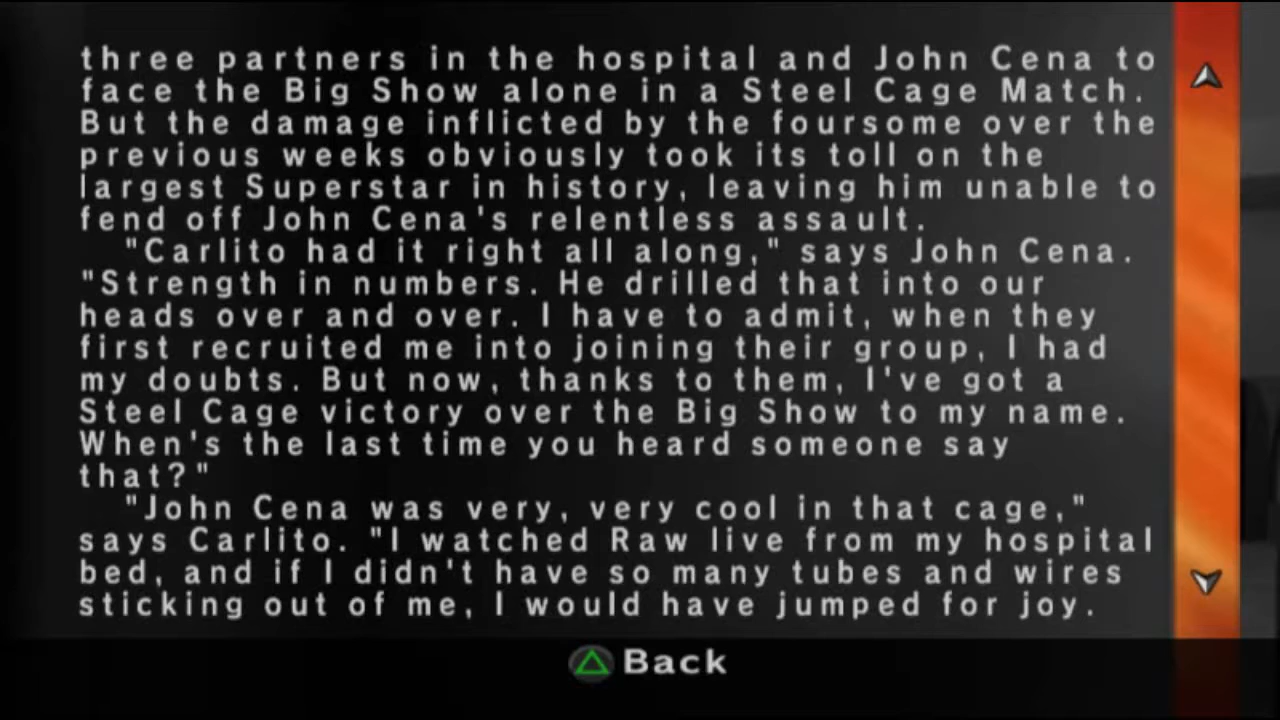 three partners in the hospital and John Cena to
face the Big Show alone in a Steel Cage Match.
But the damage inflicted by the foursome over the
previous weeks obviously took its toll on the
largest Superstar in history, leaving him unable to
fend off John Cena's relentless assault.
"Carlito had it right all along," says John Cena.
"Strength in numbers. He drilled that into our
heads over and over. I have to admit, when they
first recruited me into joining their group, I had
my doubts. But now, thanks to them, I've got a
Steel Cage victory over the Big Show to my name.
When's the last time you heard someone say
that?"
"John Cena was very, very cool in that cage,"
says Carlito. "I watched Raw live from my hospital
bed, and if I didn't have so many tubes and wires
sticking out of me, I would have jumped for joy.
Back